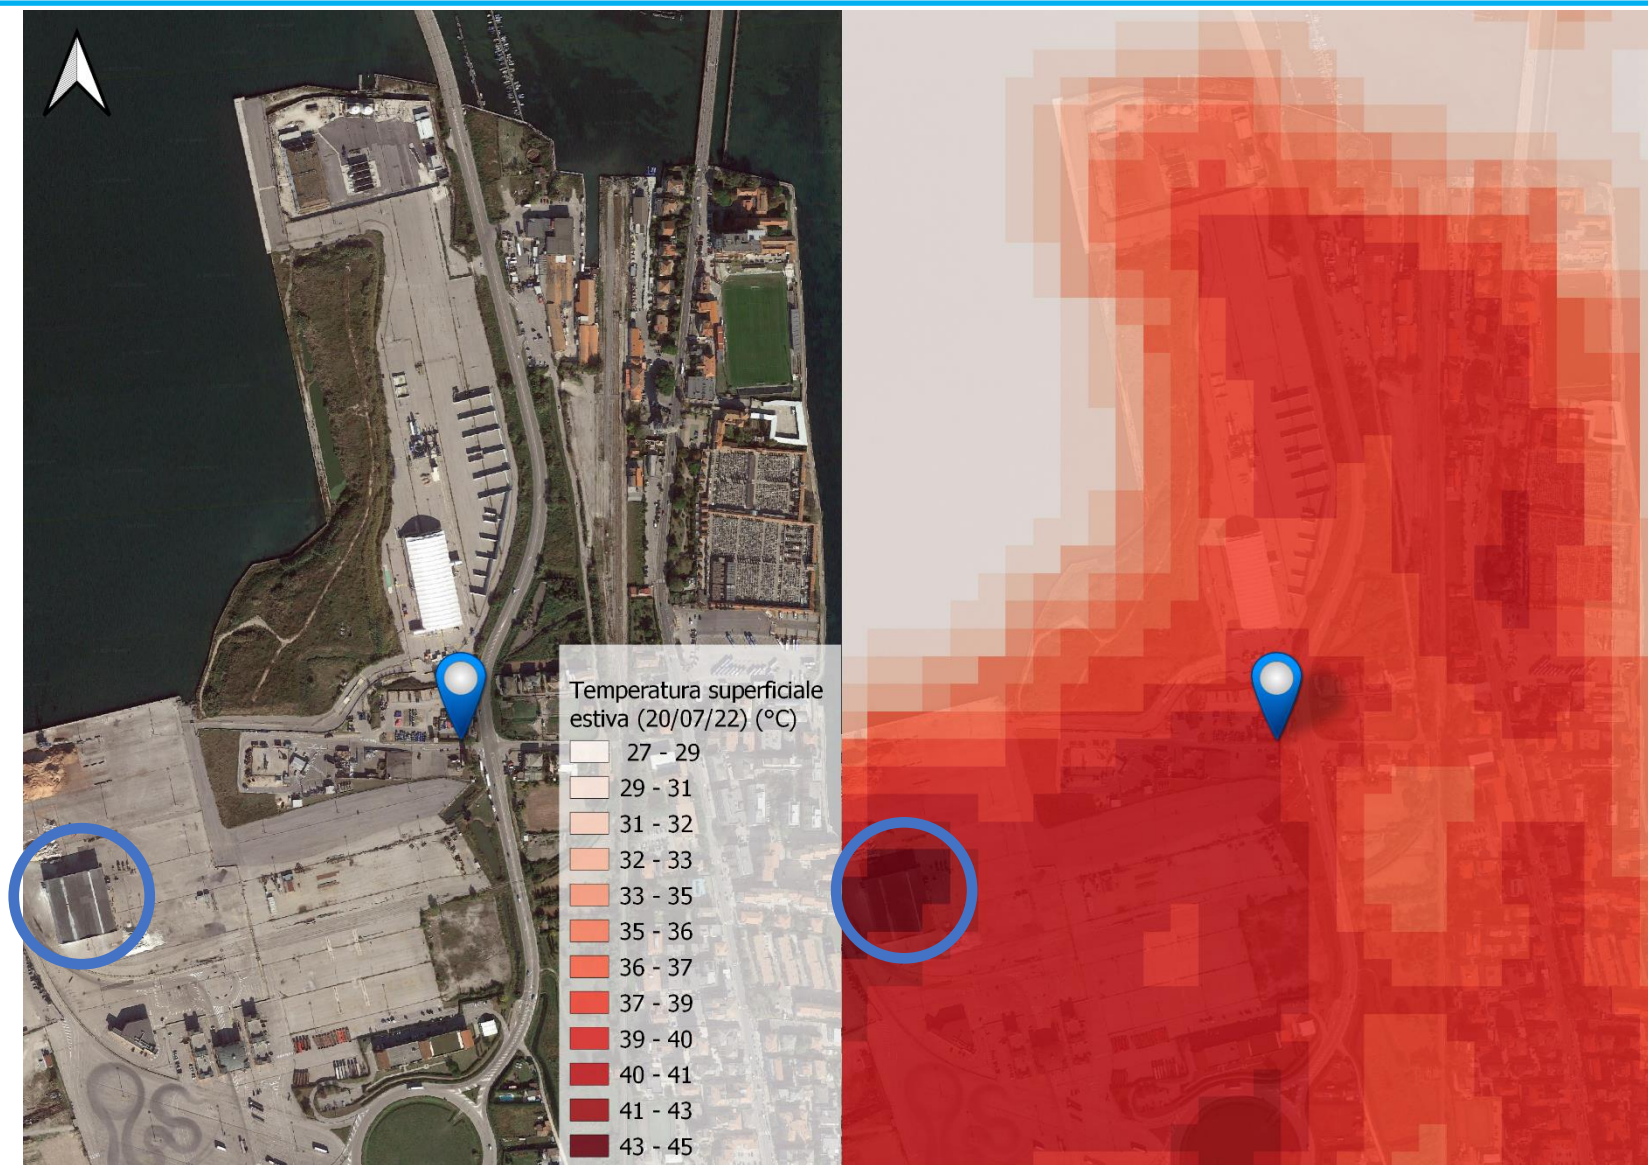 Temperatura superficiale
estiva (20/07/22) (°C)
27 - 29
29 - 31
31 - 32
32 - 33
33 - 35
35 - 36
36 - 37
37 - 39
39 - 40
40 - 41
41 - 43
43 - 45